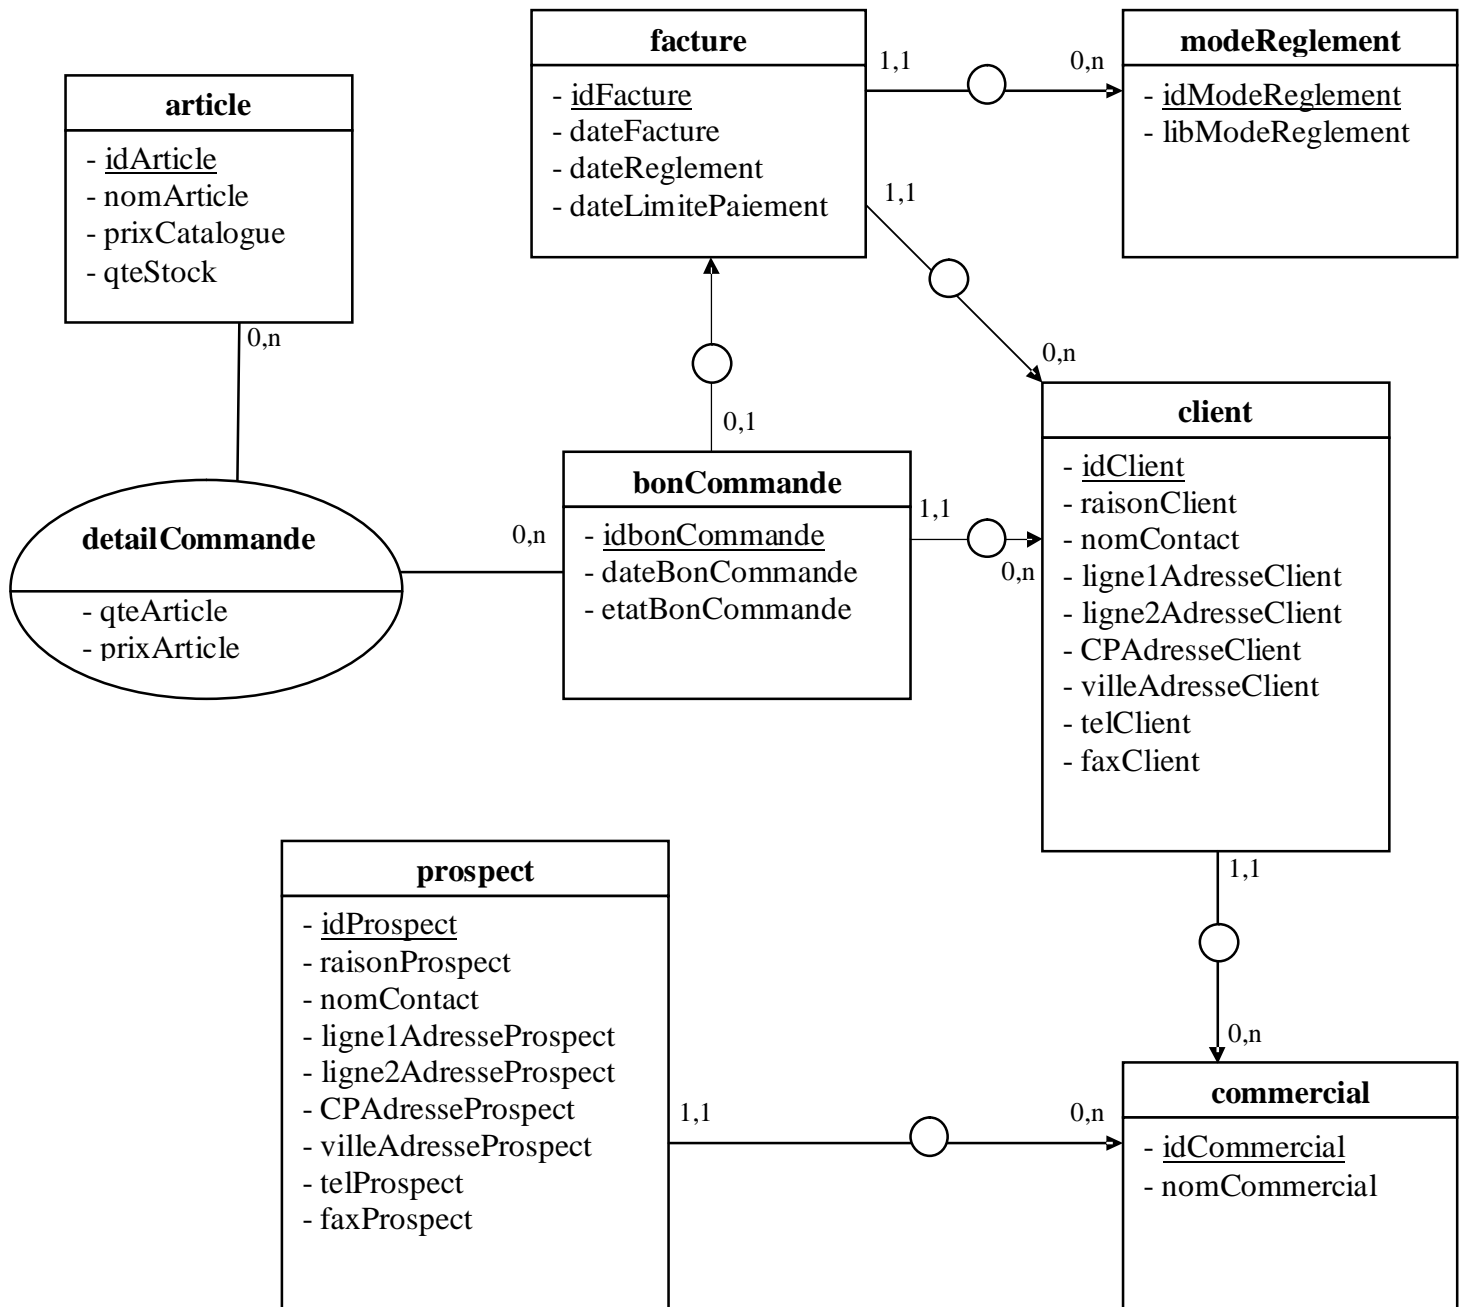 facture
- idFacture
- dateFacture
- dateReglement
- dateLimitePaiement
1,1
0,n
modeReglement
- idModeReglement
- libModeReglement
article
- idArticle
- nomArticle
- prixCatalogue
- qteStock
0,n
1,1
0,n
0,1
client
- idClient
- raisonClient
- nomContact
- ligne1AdresseClient
- ligne2AdresseClient
- CPAdresseClient
- villeAdresseClient
- telClient
- faxClient
detailCommande
- qteArticle
- prixArticle
0,n
bonCommande
- idbonCommande
- dateBonCommande
- etatBonCommande
1,1
0,n
1,1
0,n
prospect
- idProspect
- raisonProspect
- nomContact
- ligne1AdresseProspect
- ligne2AdresseProspect
- CPAdresseProspect
- villeAdresseProspect
- telProspect
- faxProspect
1,1
0,n
commercial
- idCommercial
- nomCommercial